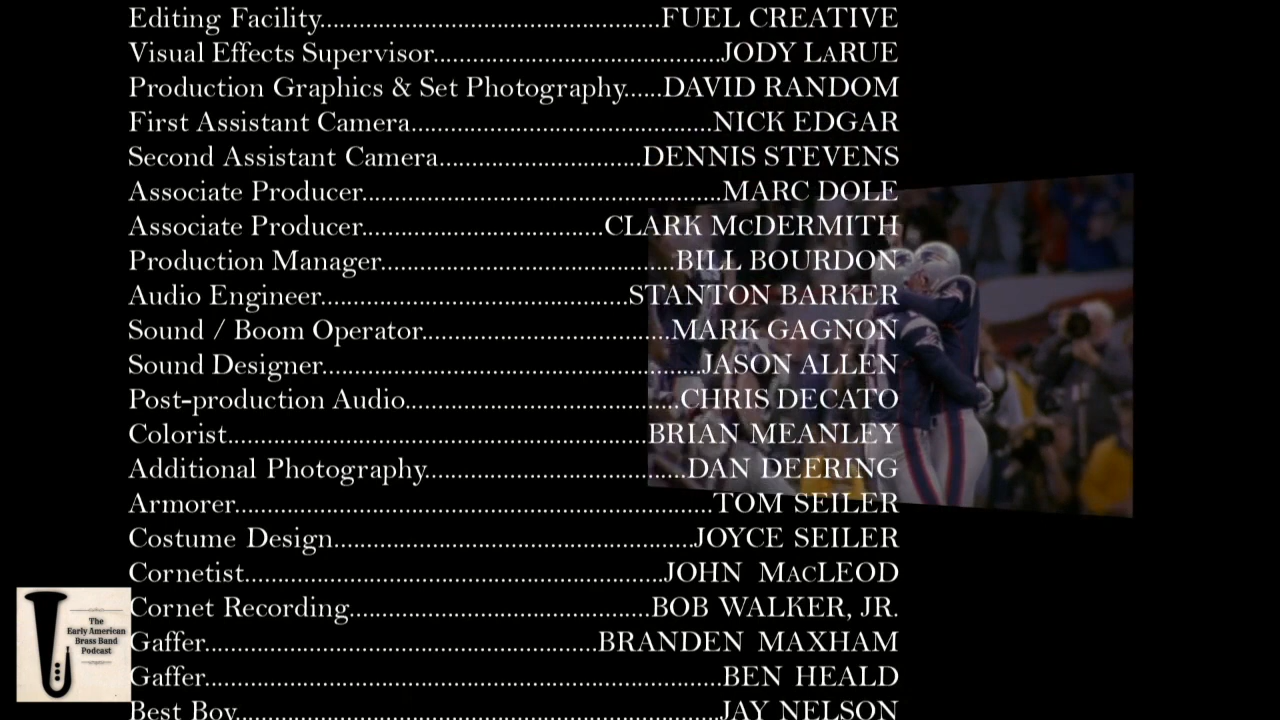 Editing Facility..........FUEL CREATIVE
Visual Effects Supervisor..........JODY LaRUE
Production Graphics & Set Photography......DAVID RANDOM
First Assistant Camera..........NICK EDGAR
Second Assistant Camera..........DENNIS STEVENS
Associate Producer..........MARC DOLE
Associate Producer..........CLARK McDERMITH
Production Manager..........BILL BOURDON
Audio Engineer..........STANTON BARKER
Sound / Boom Operator..........MARK GAGNON
Sound Designer..........JASON ALLEN
Post-production Audio..........CHRIS DECATO
Colorist..........BRIAN MEANLEY
Additional Photography..........DAN DEERING
Armorer..........TOM SEILER
Costume Design..........JOYCE SEILER
Cornetist..........JOHN MacLEOD
Cornet Recording..........BOB WALKER, JR.
Gaffer..........BRANDEN MAXHAM
Gaffer..........BEN HEALD
Best Boy..........JAY NELSON
The
Early American
Brass Band
Podcast